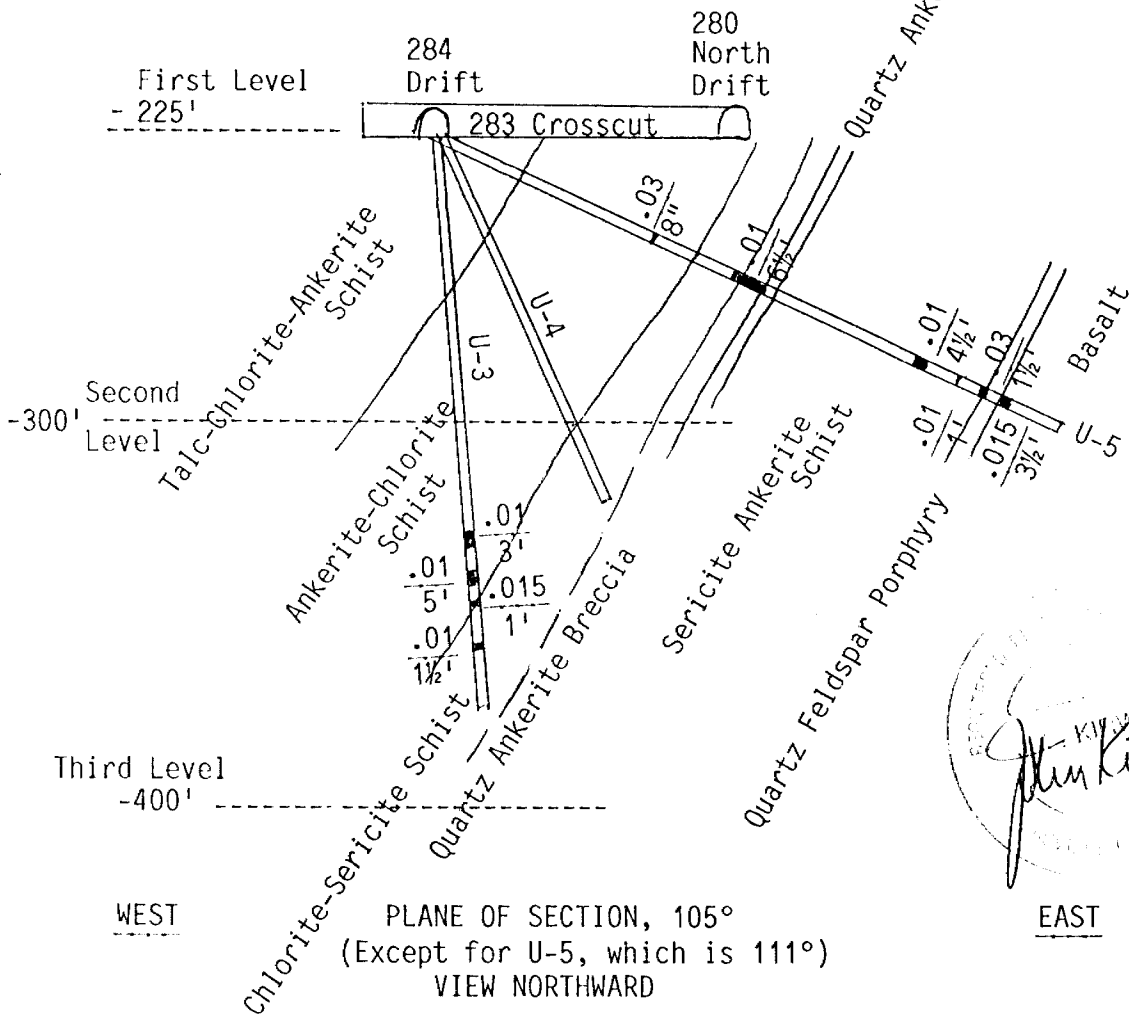 280
North
Drift
284
Drift
First Level
- 225'
283 Crosscut
Quartz
.03
8"
.01
6½'
Talc-Chlorite-Ankerite
Schist
U-4
U-3
.01
4½'
.03
1½'
Basalt
Second
Level
-300'
U-5
.01
1'
.015
3½'
Ankerite-Chlorite
Schist
Sericite Ankerite
Schist
.01
3'
.01
5'
.015
1'
.01
1½'
Quartz Feldspar Porphyry
Chlorite-Sericite Schist
Quartz Ankerite Breccia
Third Level
-400'
WEST
PLANE OF SECTION, 105°
(Except for U-5, which is 111°)
VIEW NORTHWARD
EAST